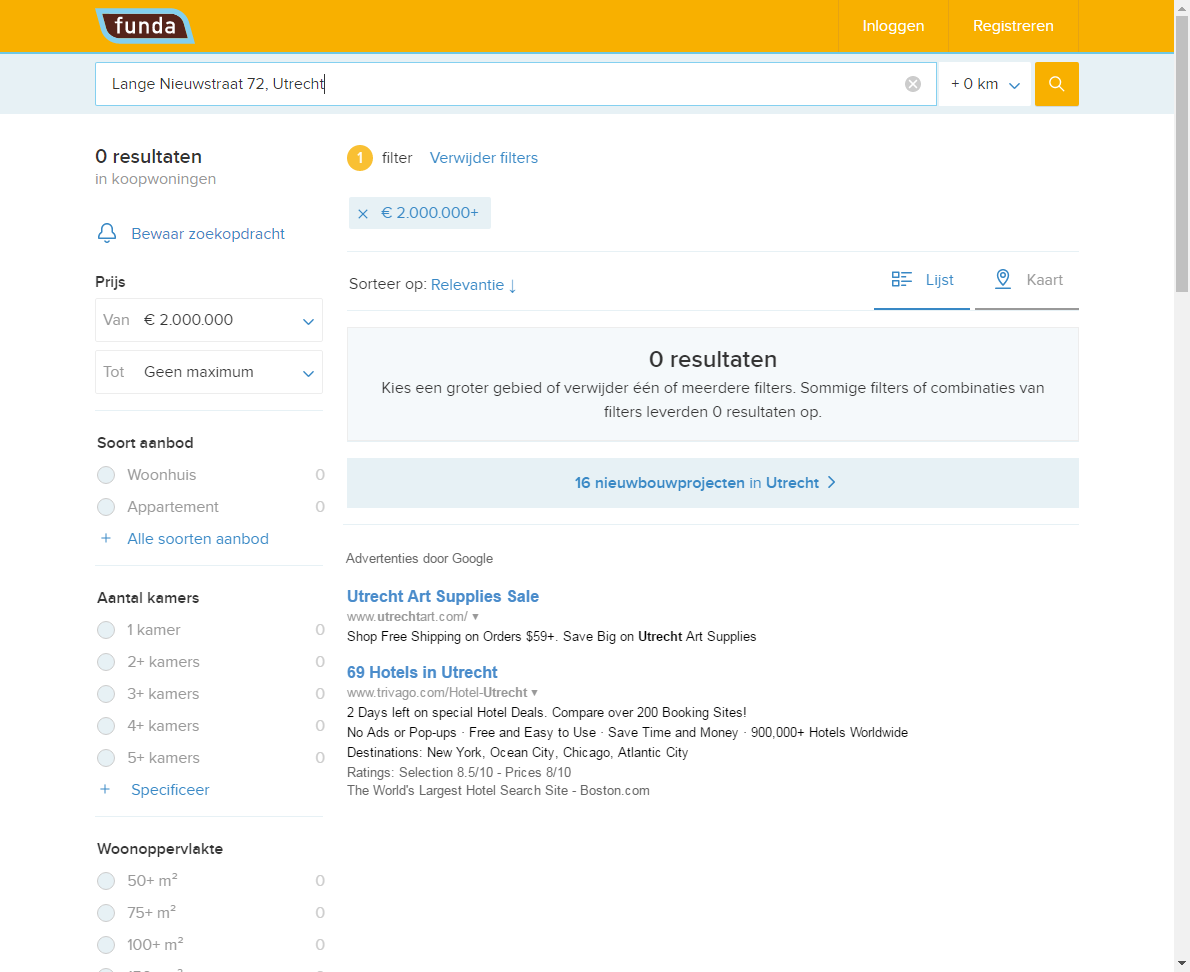 funda
Inloggen
Registreren
Lange Nieuwstraat 72, Utrecht
+ 0 km
0 resultaten
in koopwoningen
Bewaar zoekopdracht
Prijs
Van € 2.000.000
Tot Geen maximum
Soort aanbod
Woonhuis 0
Appartement 0
+ Alle soorten aanbod
Aantal kamers
1 kamer 0
2+ kamers 0
3+ kamers 0
4+ kamers 0
5+ kamers 0
+ Specificeer
Woonoppervlakte
50+ m² 0
75+ m² 0
100+ m² 0
1 filter Verwijder filters
× € 2.000.000+
Sorteer op: Relevantie ↓
Lijst
Kaart
0 resultaten
Kies een groter gebied of verwijder één of meerdere filters. Sommige filters of combinaties van
filters leverden 0 resultaten op.
16 nieuwbouwprojecten in Utrecht >
Advertenties door Google
Utrecht Art Supplies Sale
www.utrechtart.com/ ▼
Shop Free Shipping on Orders $59+. Save Big on Utrecht Art Supplies
69 Hotels in Utrecht
www.trivago.com/Hotel-Utrecht ▼
2 Days left on special Hotel Deals. Compare over 200 Booking Sites!
No Ads or Pop-ups · Free and Easy to Use · Save Time and Money · 900,000+ Hotels Worldwide
Destinations: New York, Ocean City, Chicago, Atlantic City
Ratings: Selection 8.5/10 - Prices 8/10
The World's Largest Hotel Search Site - Boston.com